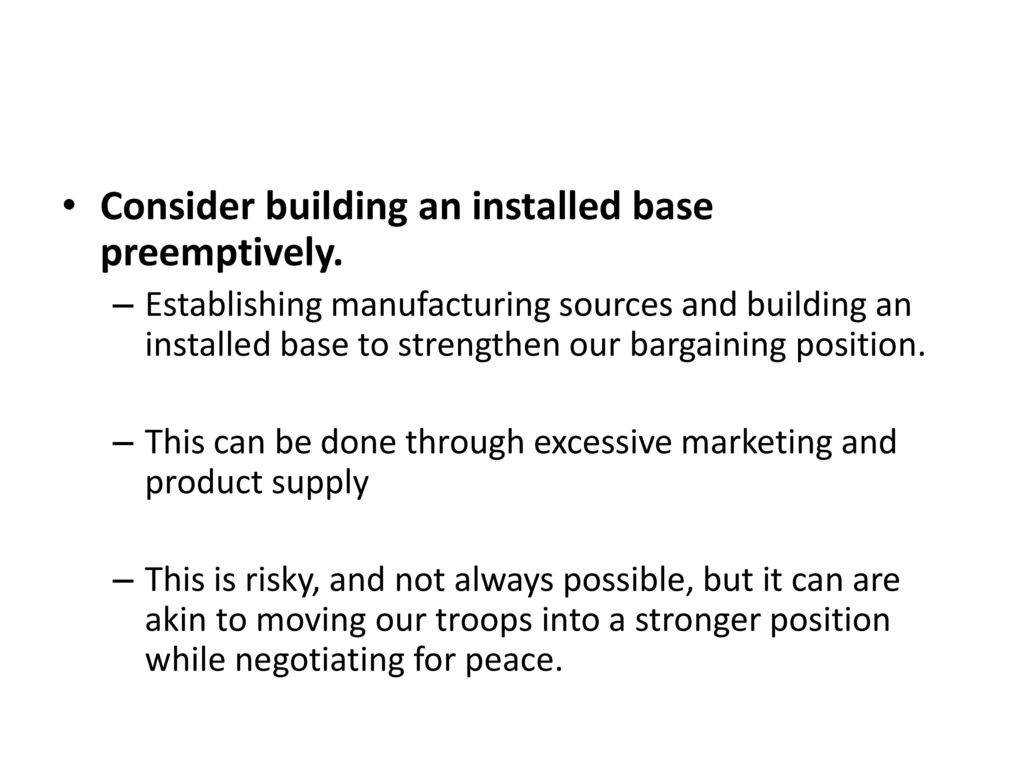 • Consider building an installed base
preemptively.
– Establishing manufacturing sources and building an
installed base to strengthen our bargaining position.
– This can be done through excessive marketing and
product supply
– This is risky, and not always possible, but it can are
akin to moving our troops into a stronger position
while negotiating for peace.